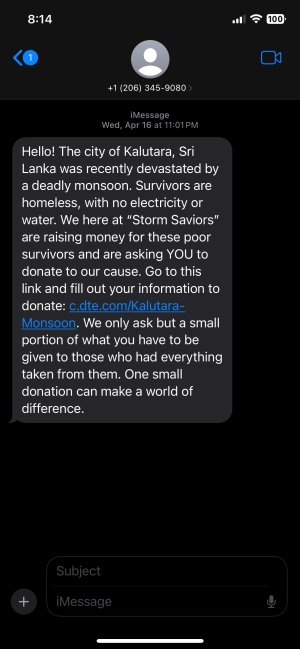 8:14
100
1
+1 (206) 345-9080 >
iMessage
Wed, Apr 16 at 11:01 PM
Hello! The city of Kalutara, Sri
Lanka was recently devastated by
a deadly monsoon. Survivors are
homeless, with no electricity or
water. We here at “Storm Saviors”
are raising money for these poor
survivors and are asking YOU to
donate to our cause. Go to this
link and fill out your information to
donate: c.dte.com/Kalutara-
Monsoon. We only ask but a small
portion of what you have to be
given to those who had everything
taken from them. One small
donation can make a world of
difference.
Subject
iMessage